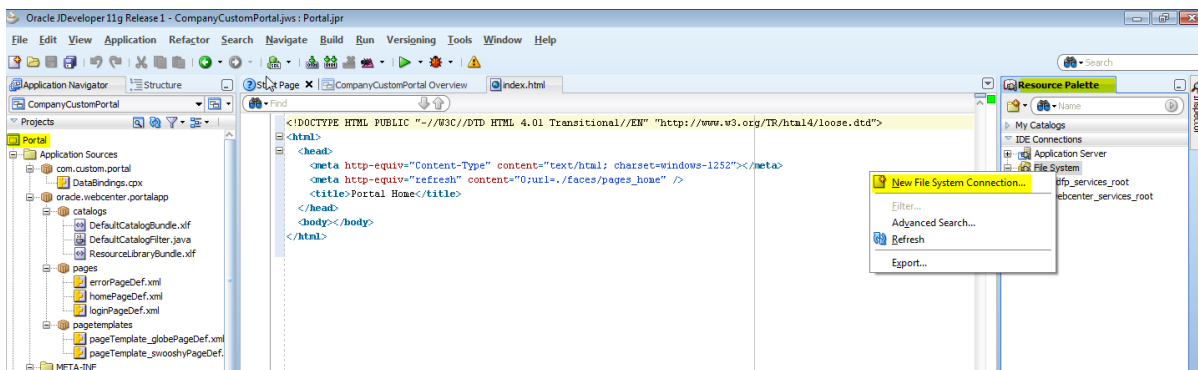 Oracle JDeveloper 11g Release 1 - CompanyCustomPortal.jws : Portal.jpr
File Edit View Application Refactor Search Navigate Build Run Versioning Tools Window Help
Search
Application Navigator Structure
Page CompanyCustomPortal Overview index.html
Resource Palette
CompanyCustomPortal
Find
Name
Projects
Portal
Application Sources
com.custom.portal
DataBindings.cpx
oracle.webcenter.portalapp
catalogs
DefaultCatalogBundle.xlf
DefaultCatalogFilter.java
ResourceLibraryBundle.xlf
pages
errorPageDef.xml
homePageDef.xml
loginPageDef.xml
pagetemplates
pageTemplate_globePageDef.xml
pageTemplate_swooshyPageDef.
META-INF
<!DOCTYPE HTML PUBLIC "-//W3C//DTD HTML 4.01 Transitional//EN" "http://www.w3.org/TR/html4/loose.dtd">
<html>
<head>
<meta http-equiv="Content-Type" content="text/html; charset=windows-1252"></meta>
<meta http-equiv="refresh" content="0;url=./faces/pages_home" />
<title>Portal Home</title>
</head>
<body></body>
</html>
My Catalogs
IDE Connections
Application Server
File System
dfp_services_root
ebcenter_services_root
New File System Connection...
Filter...
Advanced Search...
Refresh
Export...